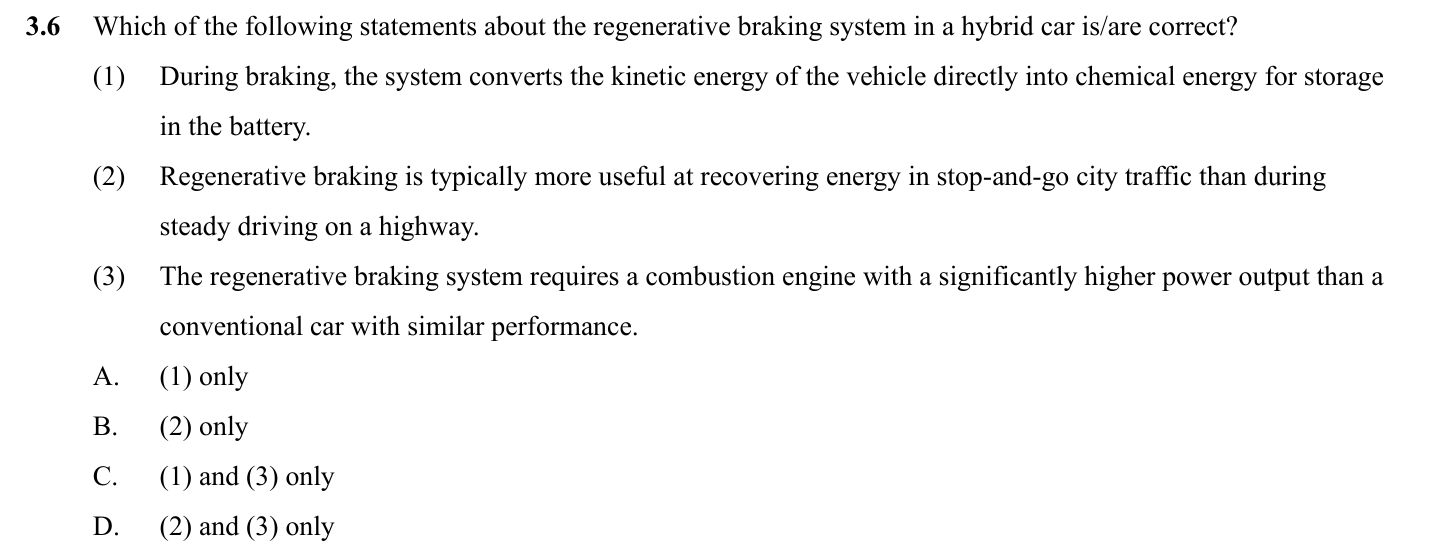 3.6 Which of the following statements about the regenerative braking system in a hybrid car is/are correct?
(1) During braking, the system converts the kinetic energy of the vehicle directly into chemical energy for storage
in the battery.
(2) Regenerative braking is typically more useful at recovering energy in stop-and-go city traffic than during
steady driving on a highway.
(3) The regenerative braking system requires a combustion engine with a significantly higher power output than a
conventional car with similar performance.
A. (1) only
B. (2) only
C. (1) and (3) only
D. (2) and (3) only